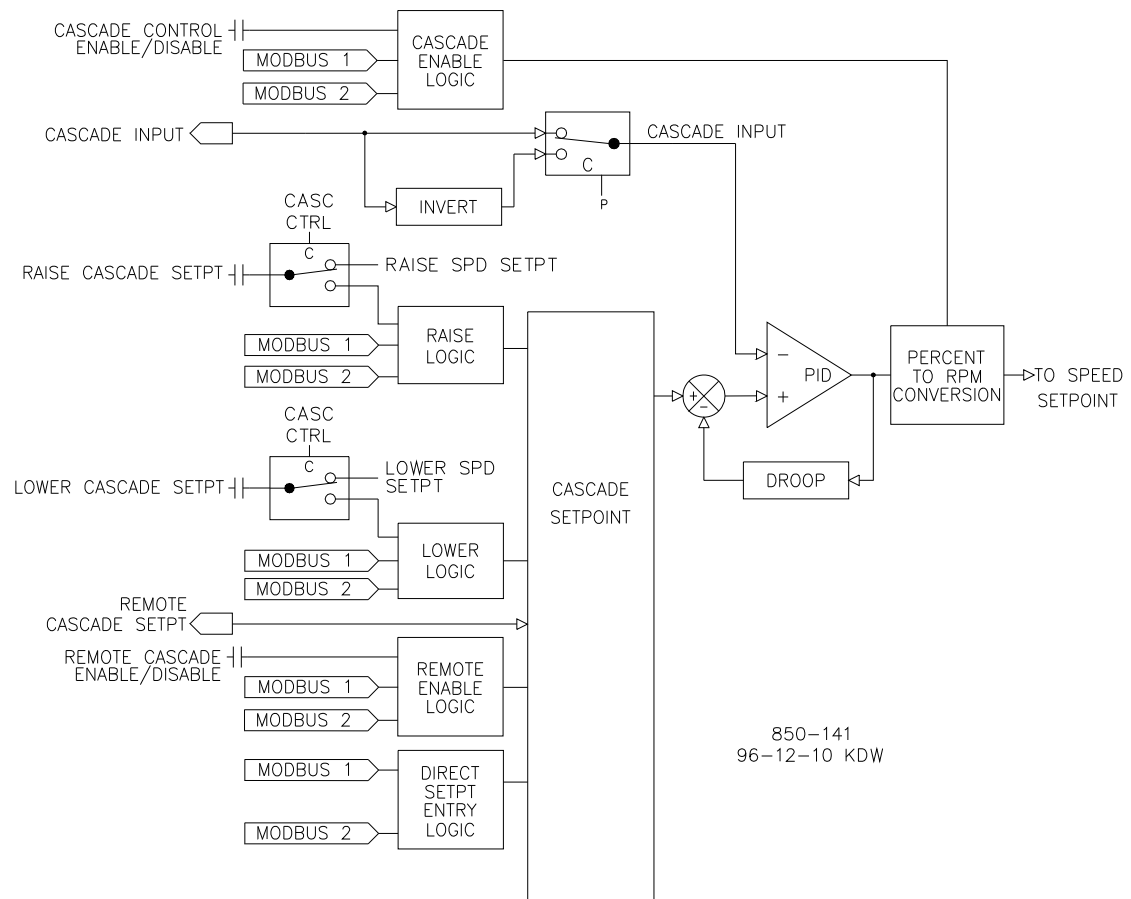 CASCADE CONTROL
ENABLE/DISABLE
MODBUS 1
MODBUS 2
CASCADE
ENABLE
LOGIC
CASCADE INPUT
INVERT
C
P
CASCADE INPUT
CASC
CTRL
C
RAISE CASCADE SETPT
RAISE SPD SETPT
MODBUS 1
MODBUS 2
RAISE
LOGIC
CASC
CTRL
C
LOWER CASCADE SETPT
LOWER SPD
SETPT
MODBUS 1
MODBUS 2
LOWER
LOGIC
REMOTE
CASCADE SETPT
REMOTE CASCADE
ENABLE/DISABLE
MODBUS 1
MODBUS 2
REMOTE
ENABLE
LOGIC
MODBUS 1
MODBUS 2
DIRECT
SETPT
ENTRY
LOGIC
CASCADE
SETPOINT
+
−
−
PID
+
DROOP
PERCENT
TO RPM
CONVERSION
TO SPEED
SETPOINT
850−141
96−12−10 KDW